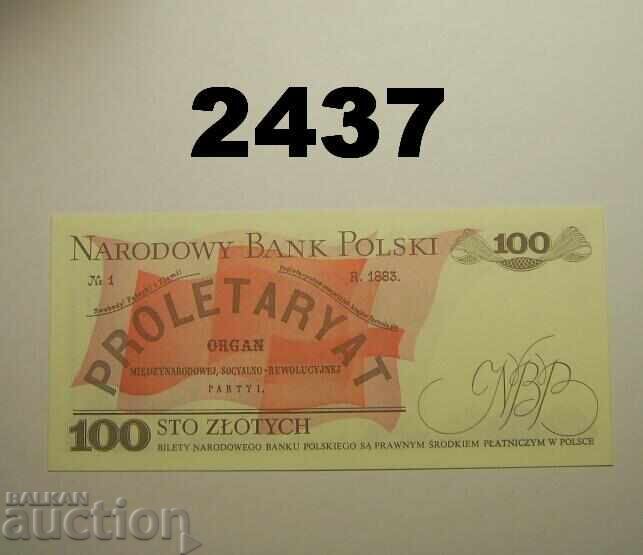 2437
NARODOWY BANK POLSKI
100
№ 1
R. 1883.
PROLETARYAT
ORGAN
MIĘDZYNARODOWEJ, SOCYALNO-REWOLUCYJNEJ
PARTYI,
100 STO ZŁOTYCH
NBP
BILETY NARODOWEGO BANKU POLSKIEGO SĄ PRAWNYM ŚRODKIEM PŁATNICZYM W POLSCE
BALKAN
auction